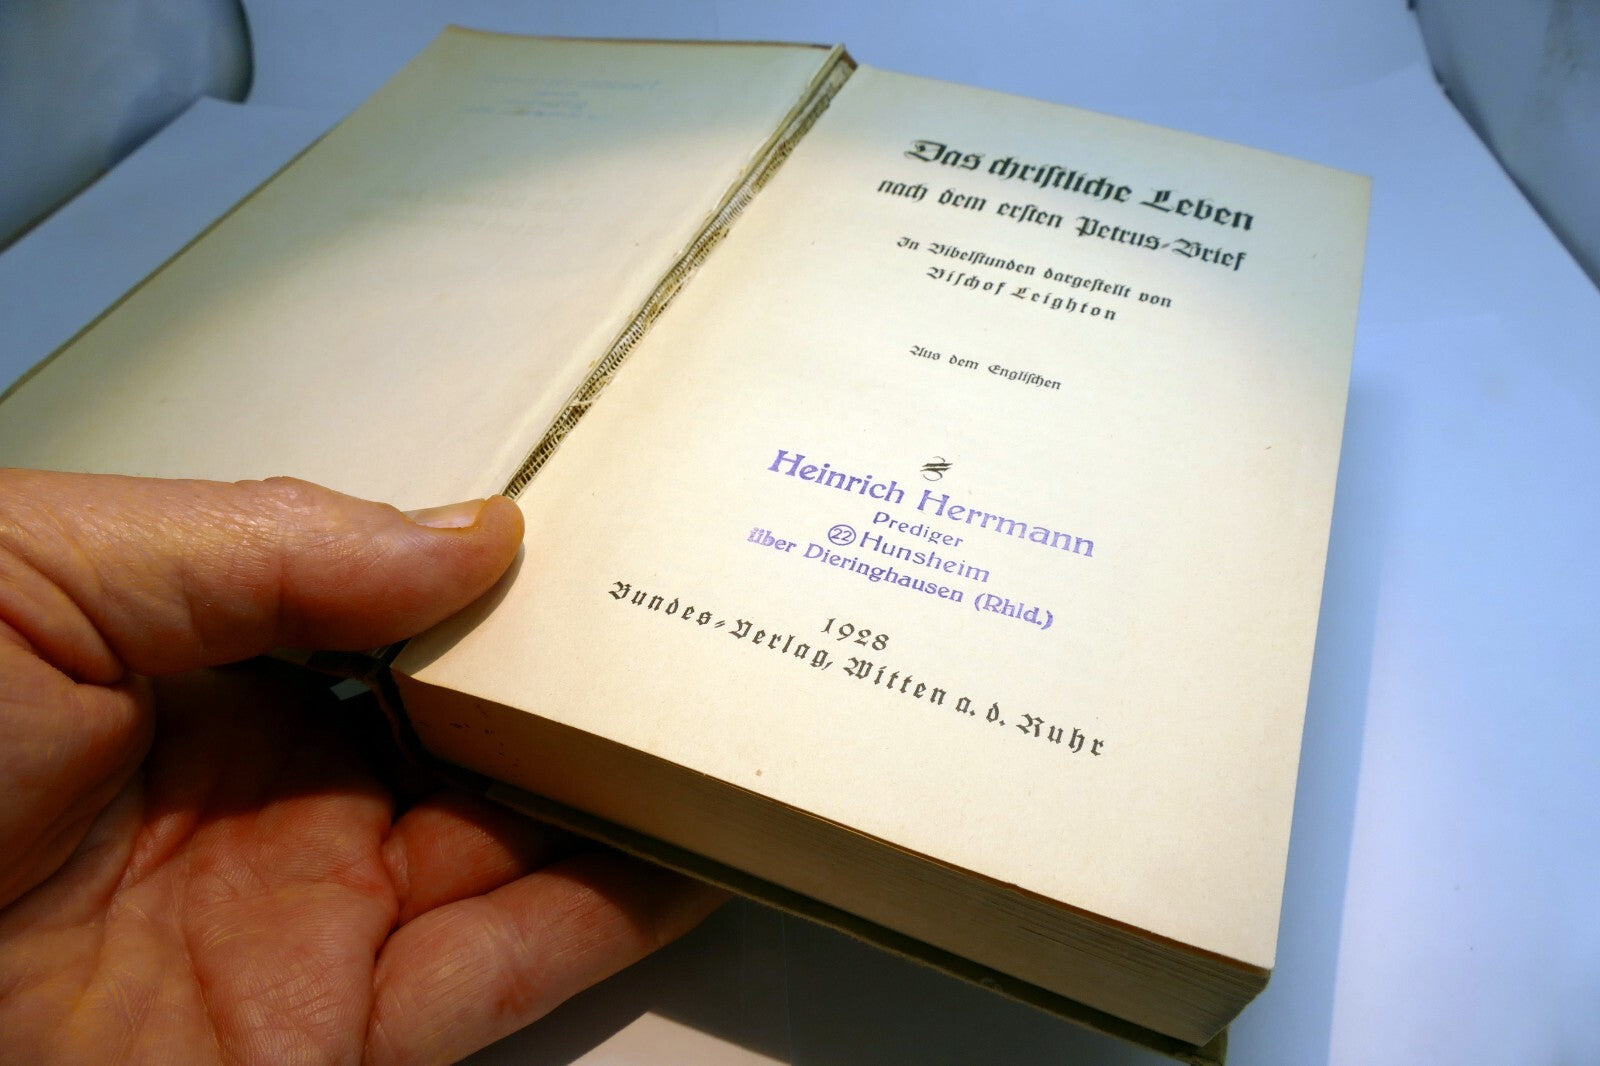 Das christliche Leben
nach dem ersten Petrus-Brief
In Bibelstunden dargestellt von
Bischof Leighton
Aus dem Englischen
Heinrich Herrmann
Prediger
22 Hunsheim
über Dieringhausen (Rhld.)
1928
Bundes-Verlag, Witten a. d. Ruhr